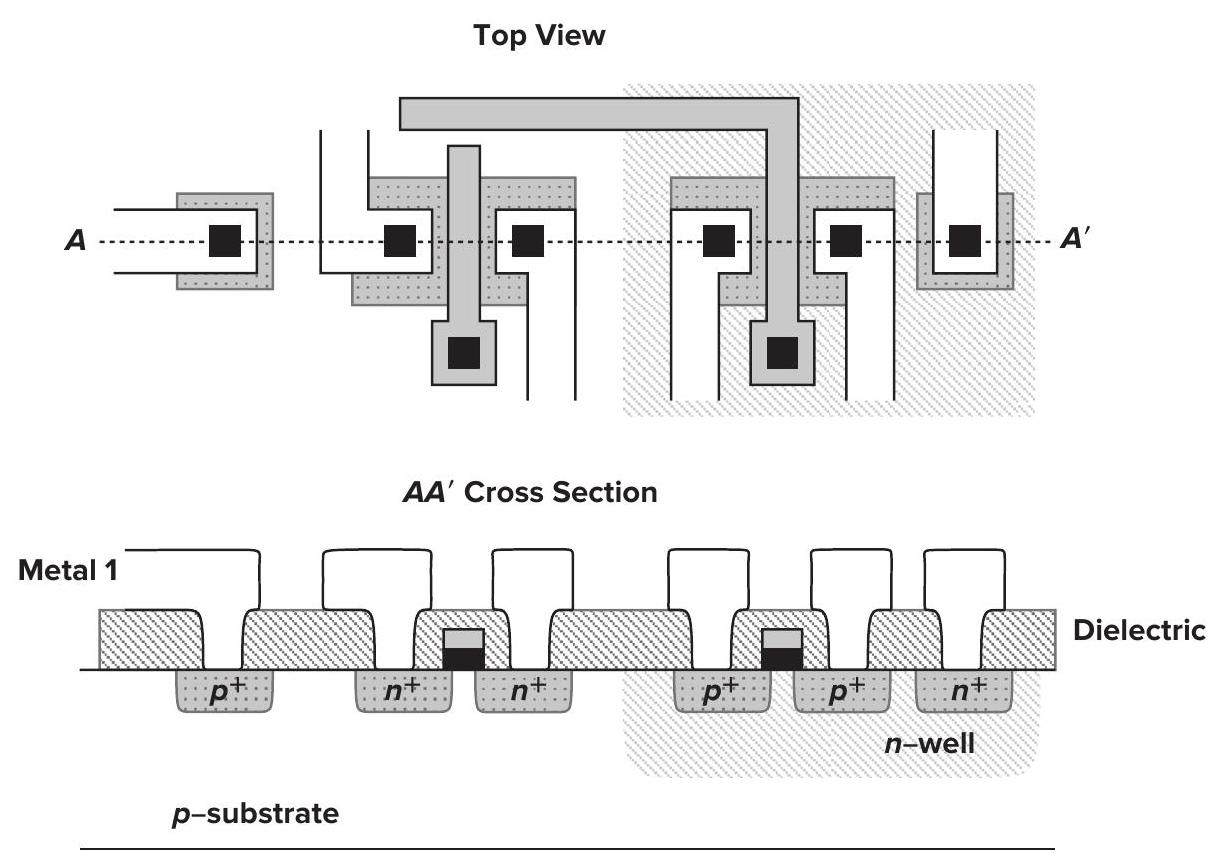 Top View
A
A′
AA′ Cross Section
Metal 1
Dielectric
p+
n+
n+
p+
p+
n+
n–well
p–substrate